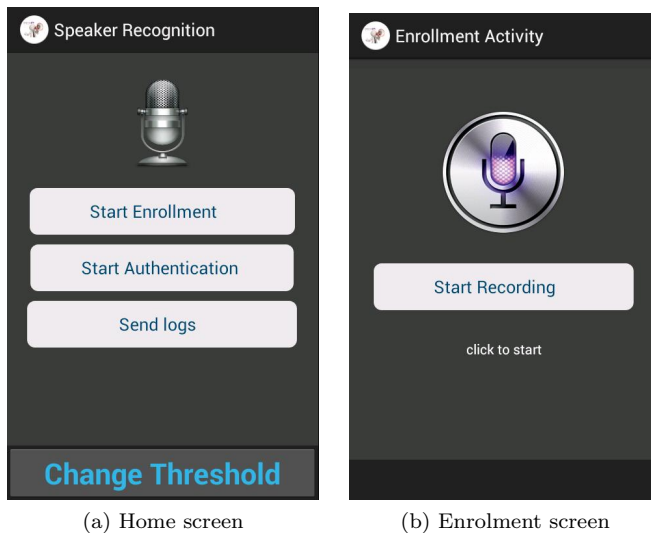 Speaker Recognition
Start Enrollment
Start Authentication
Send logs
Change Threshold
(a) Home screen
Enrollment Activity
Start Recording
click to start
(b) Enrolment screen